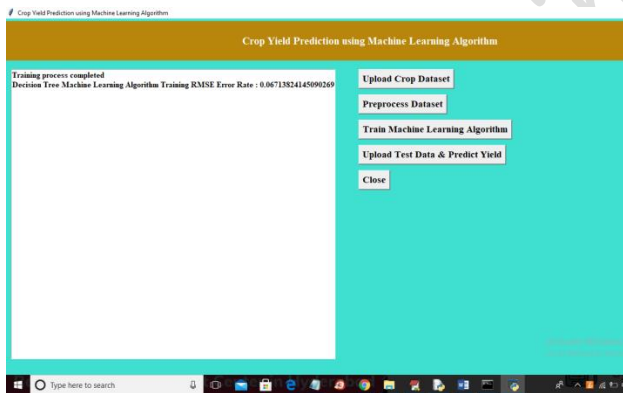 Crop Yield Prediction using Machine Learning Algorithm
Crop Yield Prediction using Machine Learning Algorithm
Training process completed
Decision Tree Machine Learning Algorithm Training RMSE Error Rate : 0.06713824145090269
Upload Crop Dataset
Preprocess Dataset
Train Machine Learning Algorithm
Upload Test Data & Predict Yield
Close
Type here to search